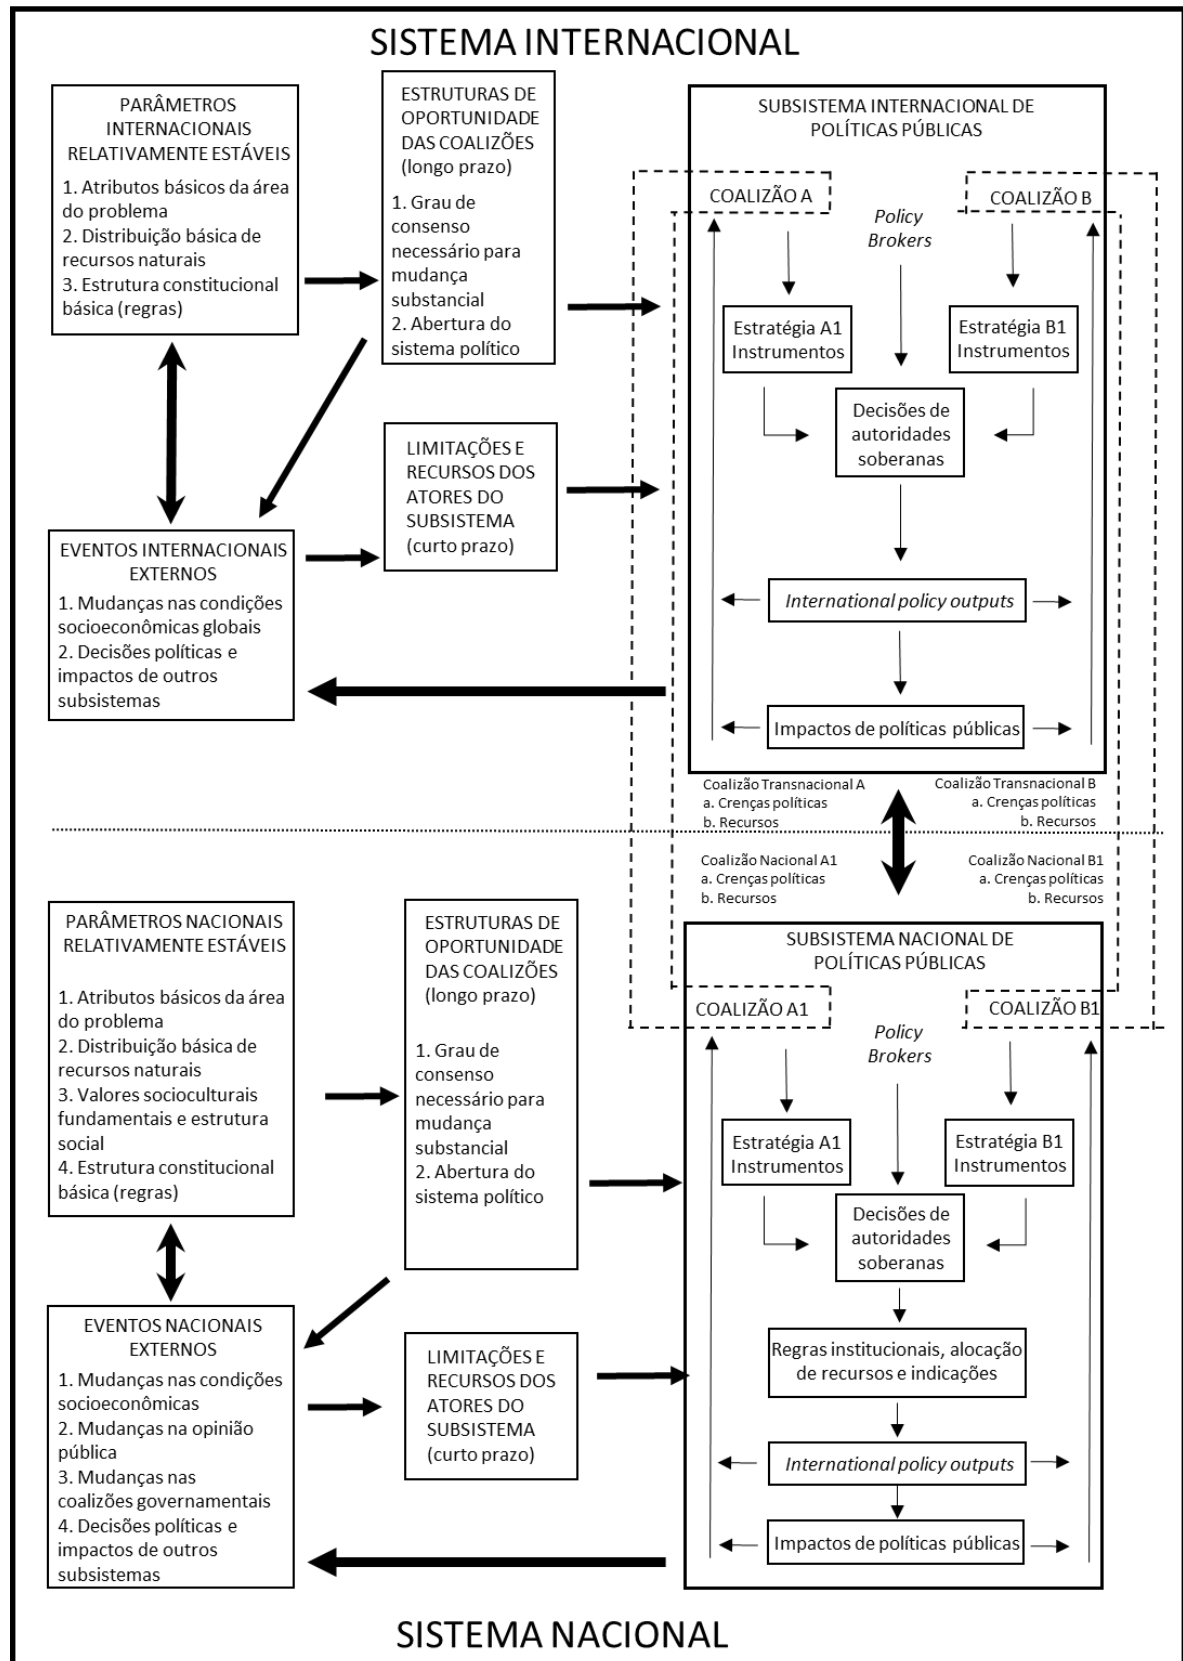 SISTEMA INTERNACIONAL
PARÂMETROS
INTERNACIONAIS
RELATIVAMENTE ESTÁVEIS
1. Atributos básicos da área
do problema
2. Distribuição básica de
recursos naturais
3. Estrutura constitucional
básica (regras)
ESTRUTURAS DE
OPORTUNIDADE
DAS COALIZÕES
(longo prazo)
1. Grau de
consenso
necessário para
mudança
substancial
2. Abertura do
sistema político
LIMITAÇÕES E
RECURSOS DOS
ATORES DO
SUBSISTEMA
(curto prazo)
EVENTOS INTERNACIONAIS
EXTERNOS
1. Mudanças nas condições
socioeconômicas globais
2. Decisões políticas e
impactos de outros
subsistemas
SUBSISTEMA INTERNACIONAL DE
POLÍTICAS PÚBLICAS
COALIZÃO A
Policy
Brokers
COALIZÃO B
Estratégia A1
Instrumentos
Estratégia B1
Instrumentos
Decisões de
autoridades
soberanas
International policy outputs
Impactos de políticas públicas
Coalizão Transnacional A
a. Crenças políticas
b. Recursos
Coalizão Transnacional B
a. Crenças políticas
b. Recursos
Coalizão Nacional A1
a. Crenças políticas
b. Recursos
Coalizão Nacional B1
a. Crenças políticas
b. Recursos
PARÂMETROS NACIONAIS
RELATIVAMENTE ESTÁVEIS
1. Atributos básicos da área
do problema
2. Distribuição básica de
recursos naturais
3. Valores socioculturais
fundamentais e estrutura
social
4. Estrutura constitucional
básica (regras)
ESTRUTURAS DE
OPORTUNIDADE
DAS COALIZÕES
(longo prazo)
1. Grau de
consenso
necessário para
mudança
substancial
2. Abertura do
sistema político
EVENTOS NACIONAIS
EXTERNOS
1. Mudanças nas condições
socioeconômicas
2. Mudanças na opinião
pública
3. Mudanças nas
coalizões governamentais
4. Decisões políticas e
impactos de outros
subsistemas
LIMITAÇÕES E
RECURSOS DOS
ATORES DO
SUBSISTEMA
(curto prazo)
SUBSISTEMA NACIONAL DE
POLÍTICAS PÚBLICAS
COALIZÃO A1
Policy
Brokers
COALIZÃO B1
Estratégia A1
Instrumentos
Estratégia B1
Instrumentos
Decisões de
autoridades
soberanas
Regras institucionais, alocação
de recursos e indicações
International policy outputs
Impactos de políticas públicas
SISTEMA NACIONAL